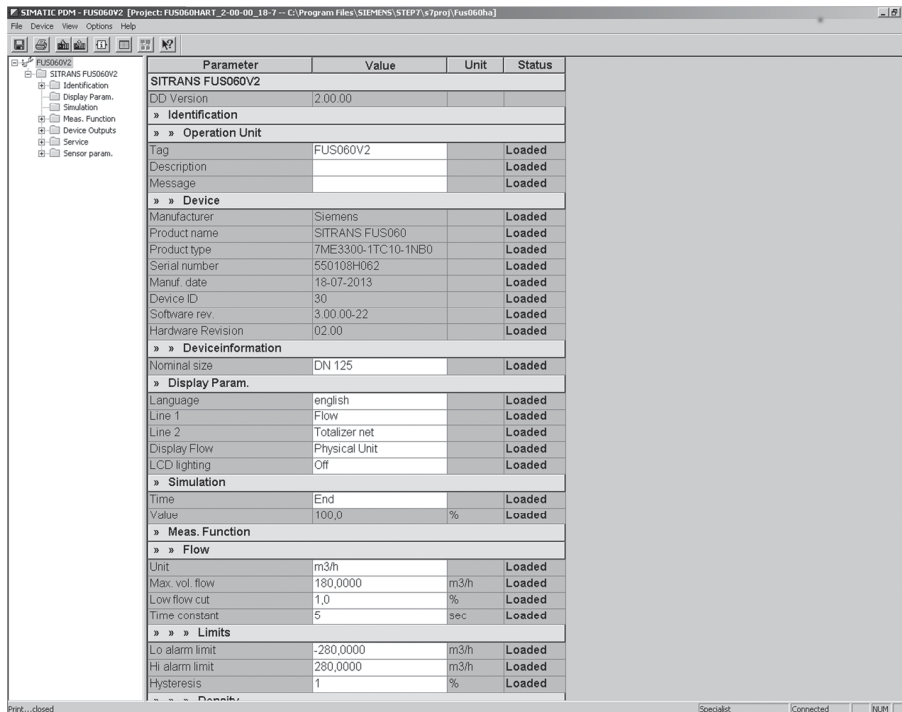 SIMATIC PDM - FUS060V2 [Project: FUS060HART_2-00-00_18-7 -- C:\Program Files\SIEMENS\STEP7\s7proj\Fus060ha]
File Device View Options Help
FUS060V2
SITRANS FUS060V2
Identification
Display Param.
Simulation
Meas. Function
Device Outputs
Service
Sensor param.
Parameter Value Unit Status
SITRANS FUS060V2
DD Version 2.00.00
» Identification
» » Operation Unit
Tag FUS060V2 Loaded
Description Loaded
Message Loaded
» » Device
Manufacturer Siemens Loaded
Product name SITRANS FUS060 Loaded
Product type 7ME3300-1TC10-1NB0 Loaded
Serial number 550108H062 Loaded
Manuf. date 18-07-2013 Loaded
Device ID 30 Loaded
Software rev. 3.00.00-22 Loaded
Hardware Revision 02.00 Loaded
» » Deviceinformation
Nominal size DN 125 Loaded
» Display Param.
Language english Loaded
Line 1 Flow Loaded
Line 2 Totalizer net Loaded
Display Flow Physical Unit Loaded
LCD lighting Off Loaded
» Simulation
Time End Loaded
Value 100,0 % Loaded
» Meas. Function
» » Flow
Unit m3/h Loaded
Max. vol. flow 180,0000 m3/h Loaded
Low flow cut 1,0 % Loaded
Time constant 5 sec Loaded
» » » Limits
Lo alarm limit -280,0000 m3/h Loaded
Hi alarm limit 280,0000 m3/h Loaded
Hysteresis 1 % Loaded
» » » Density
Print...closed Specialist Connected NUM